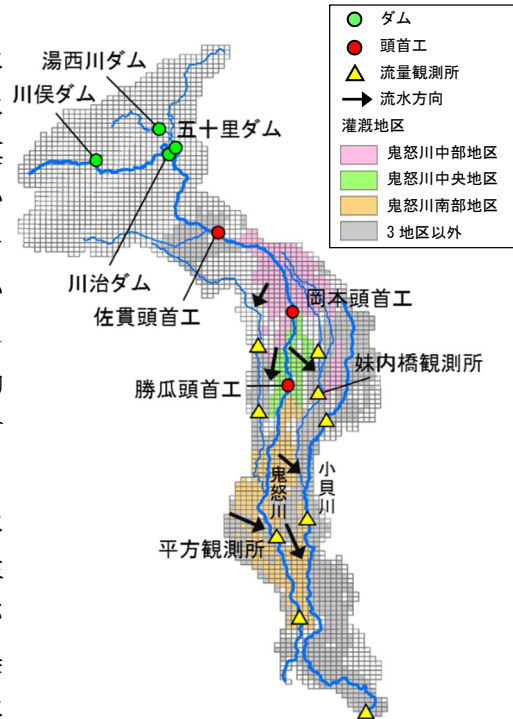 ダム
頭首工
流量観測所
流水方向
灌漑地区
鬼怒川中部地区
鬼怒川中央地区
鬼怒川南部地区
3地区以外
湯西川ダム
川俣ダム
五十里ダム
川治ダム
佐貫頭首工
岡本頭首工
妹内橋観測所
勝瓜頭首工
鬼怒川
小貝川
平方観測所